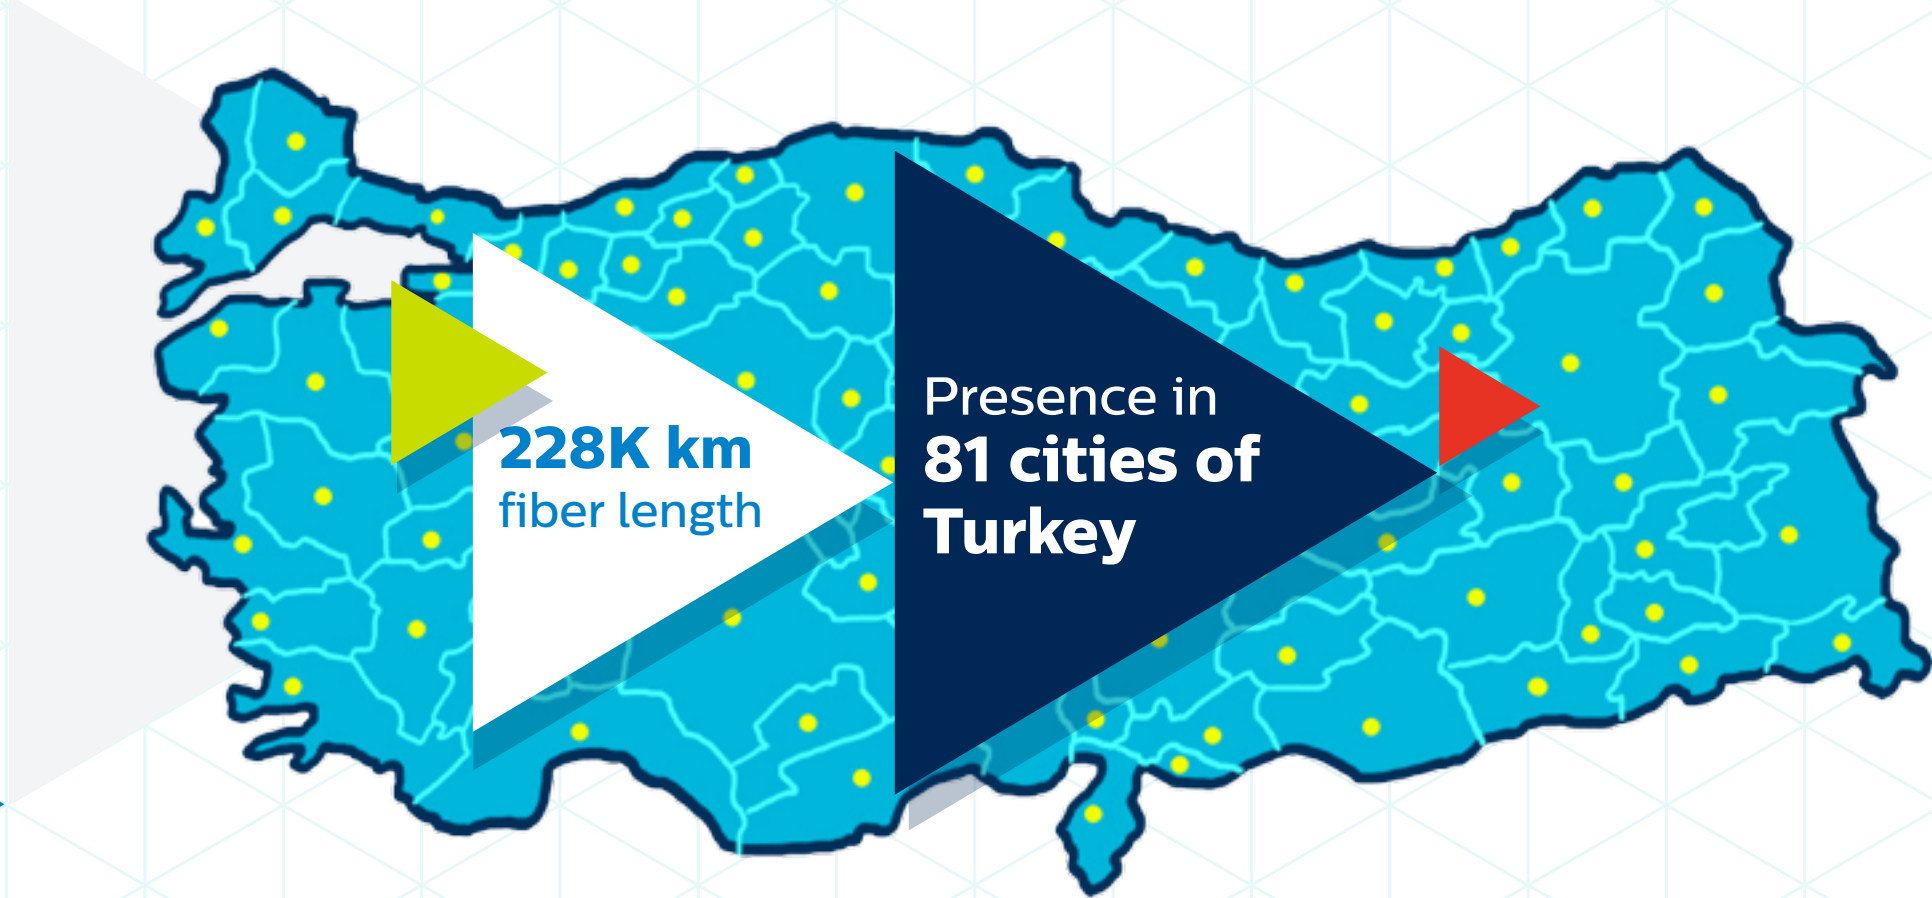 228K km
fiber length
Presence in
81 cities of
Turkey